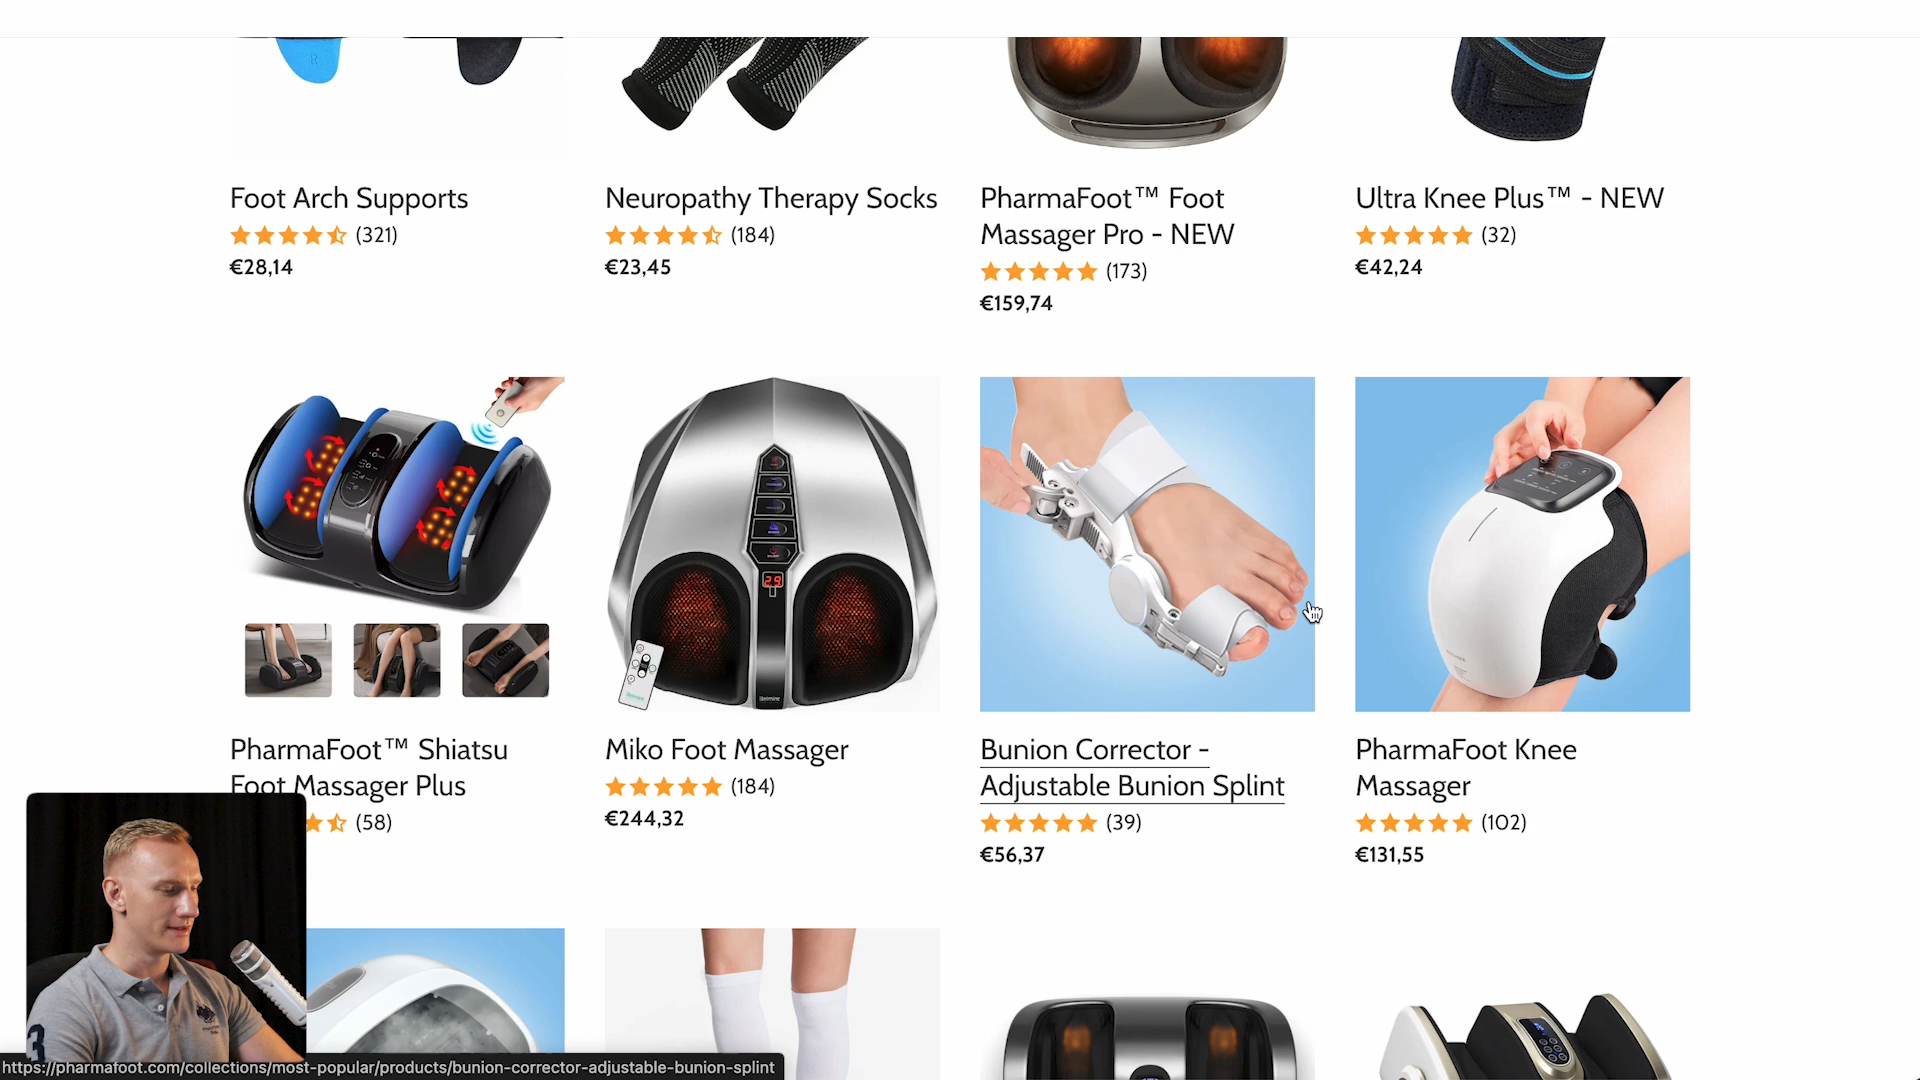 Foot Arch Supports
(321)
€28,14
Neuropathy Therapy Socks
(184)
€23,45
PharmaFoot™ Foot
Massager Pro - NEW
(173)
€159,74
Ultra Knee Plus™ - NEW
(32)
€42,24
PharmaFoot™ Shiatsu
Foot Massager Plus
(58)
29
Miko Foot Massager
(184)
€244,32
Bunion Corrector -
Adjustable Bunion Splint
(39)
€56,37
PharmaFoot Knee
Massager
(102)
€131,55
3
https://pharmafoot.com/collections/most-popular/products/bunion-corrector-adjustable-bunion-splint